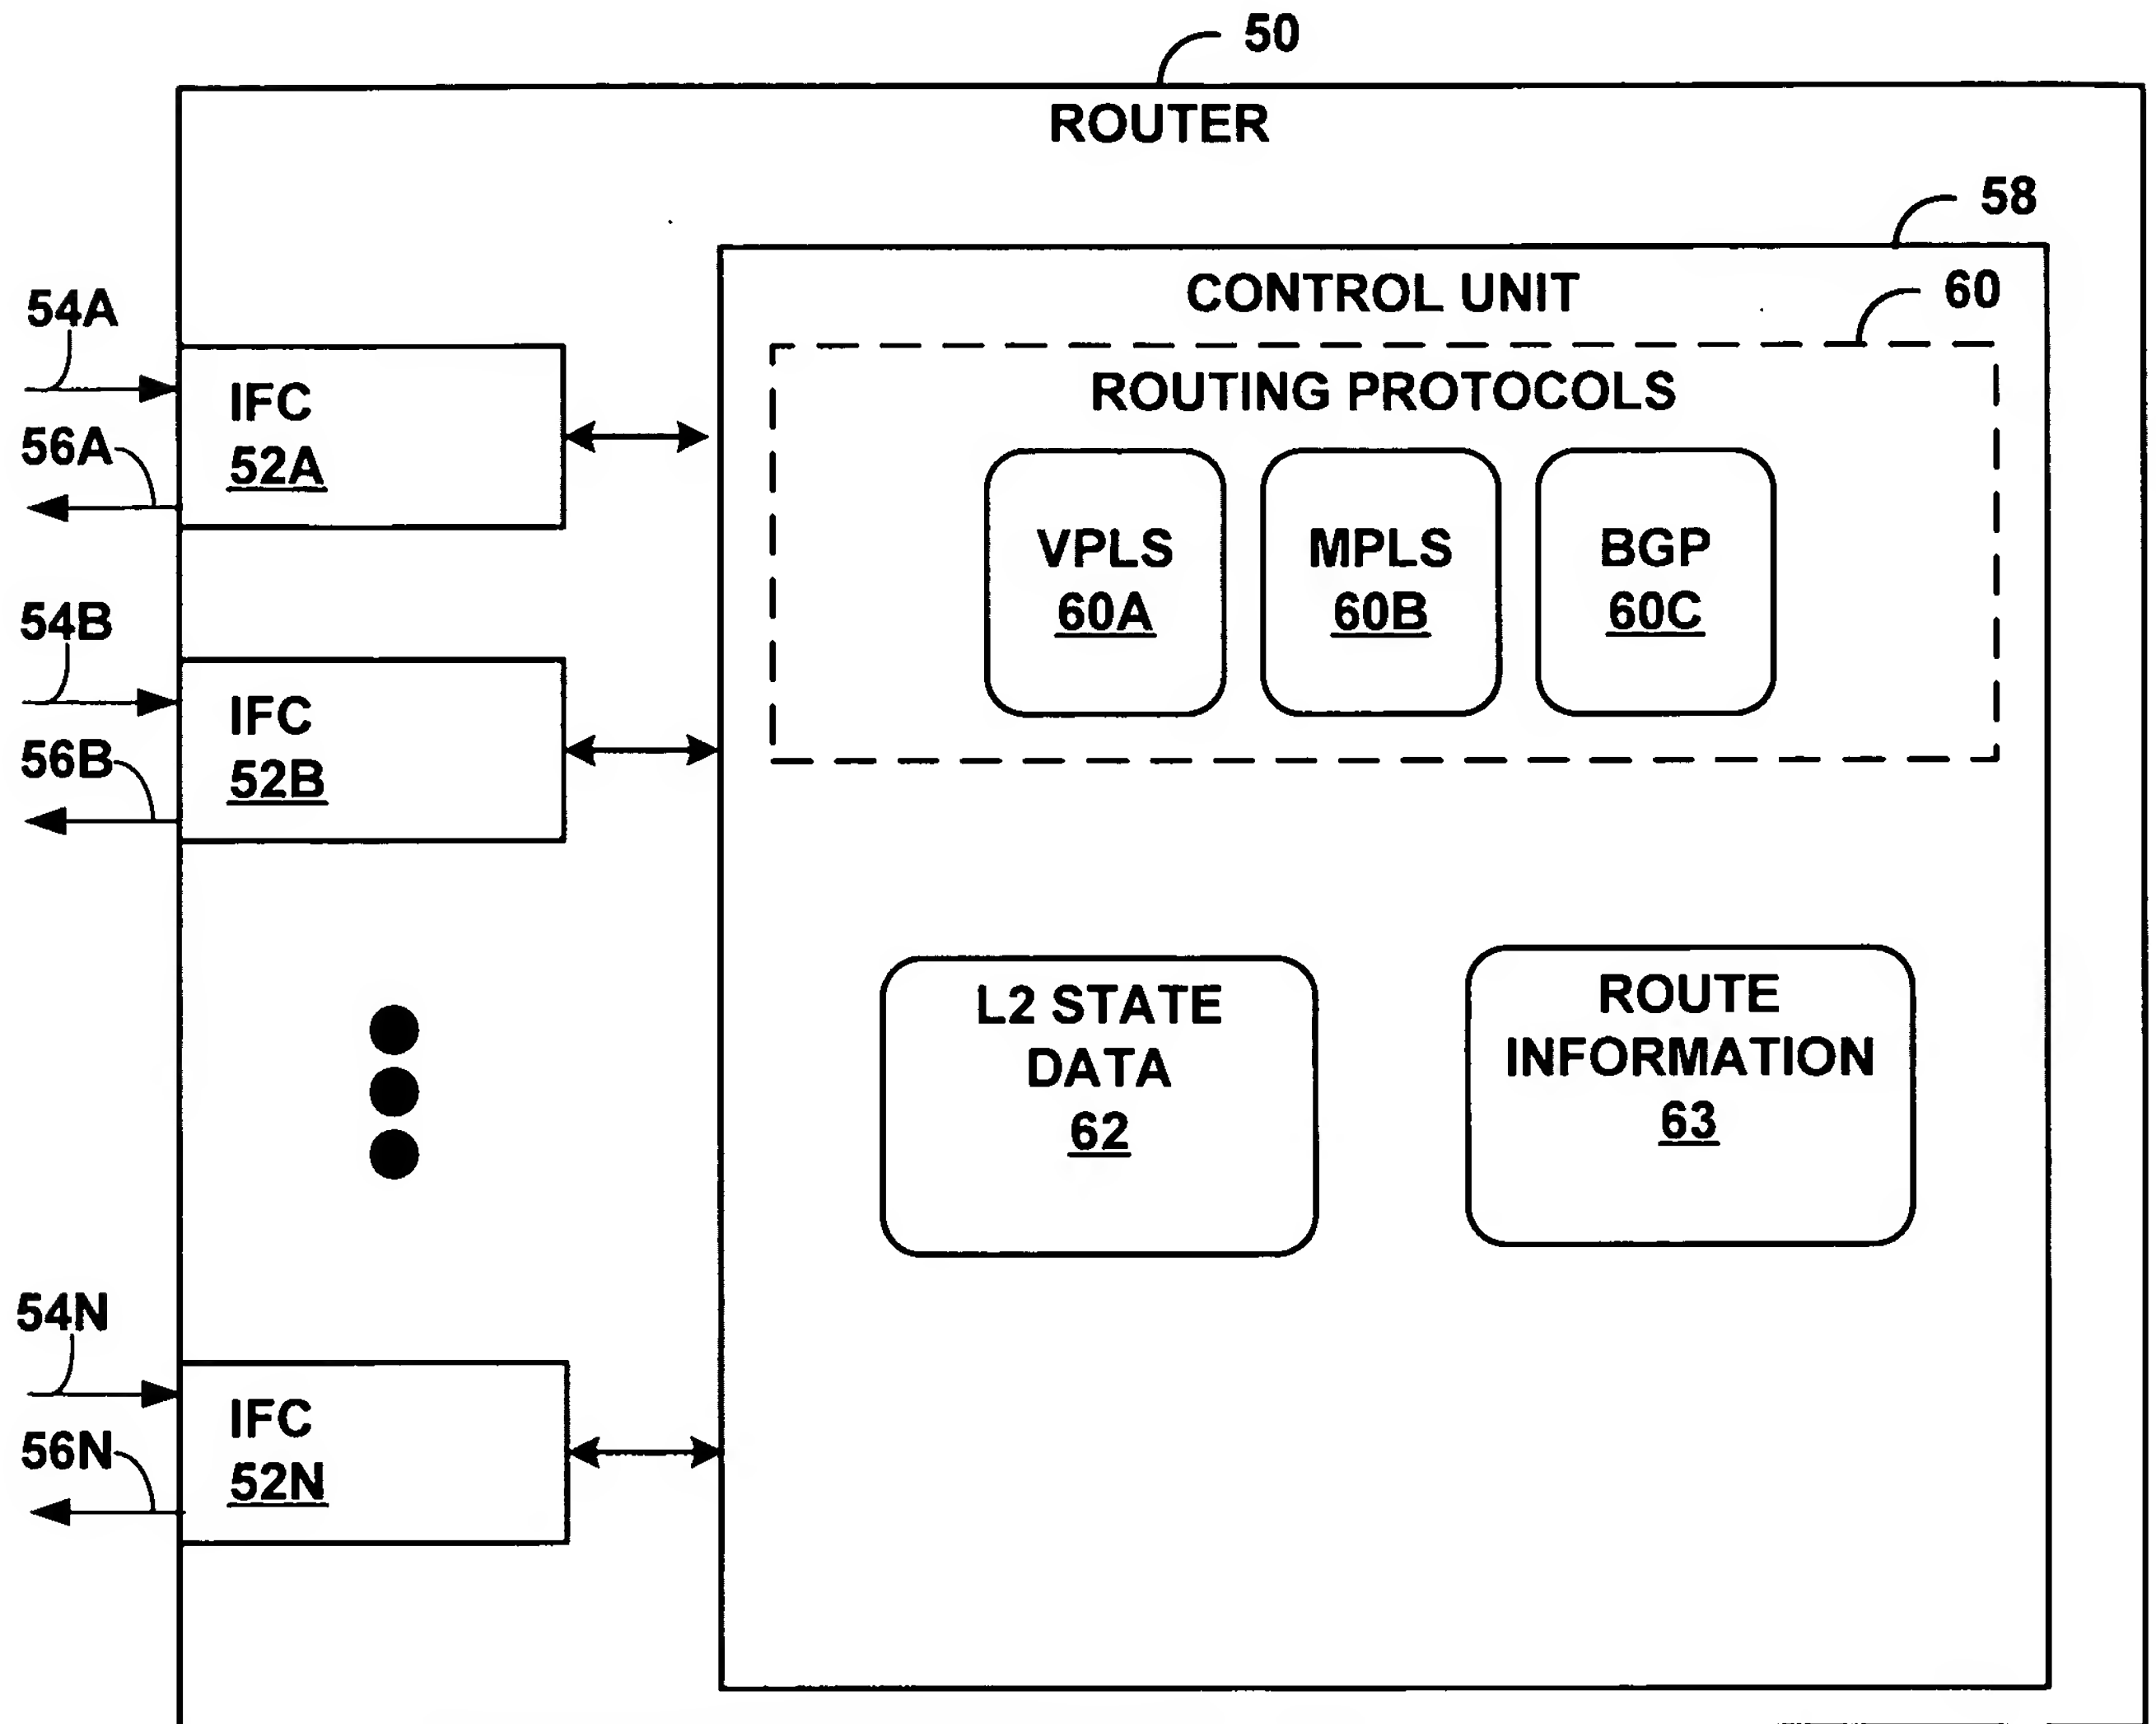 50
ROUTER
58
CONTROL UNIT
60
ROUTING PROTOCOLS
VPLS
60A
MPLS
60B
BGP
60C
54A
IFC
52A
56A
54B
IFC
52B
56B
L2 STATE
DATA
62
ROUTE
INFORMATION
63
54N
IFC
52N
56N